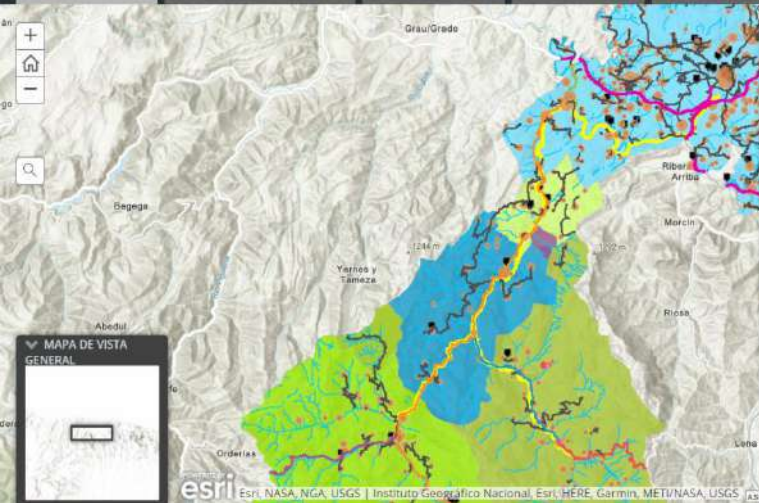 Grau/Grado
Ribera
Arriba
Begega
Morcín
1202 m
Yernes y
Tameza
Riosa
Abedul
MAPA DE VISTA
GENERAL
Orderias
Lena
esri
Esri, NASA, NGA, USGS | Instituto Geográfico Nacional, Esri, HERE, Garmin, METI/NASA, USGS